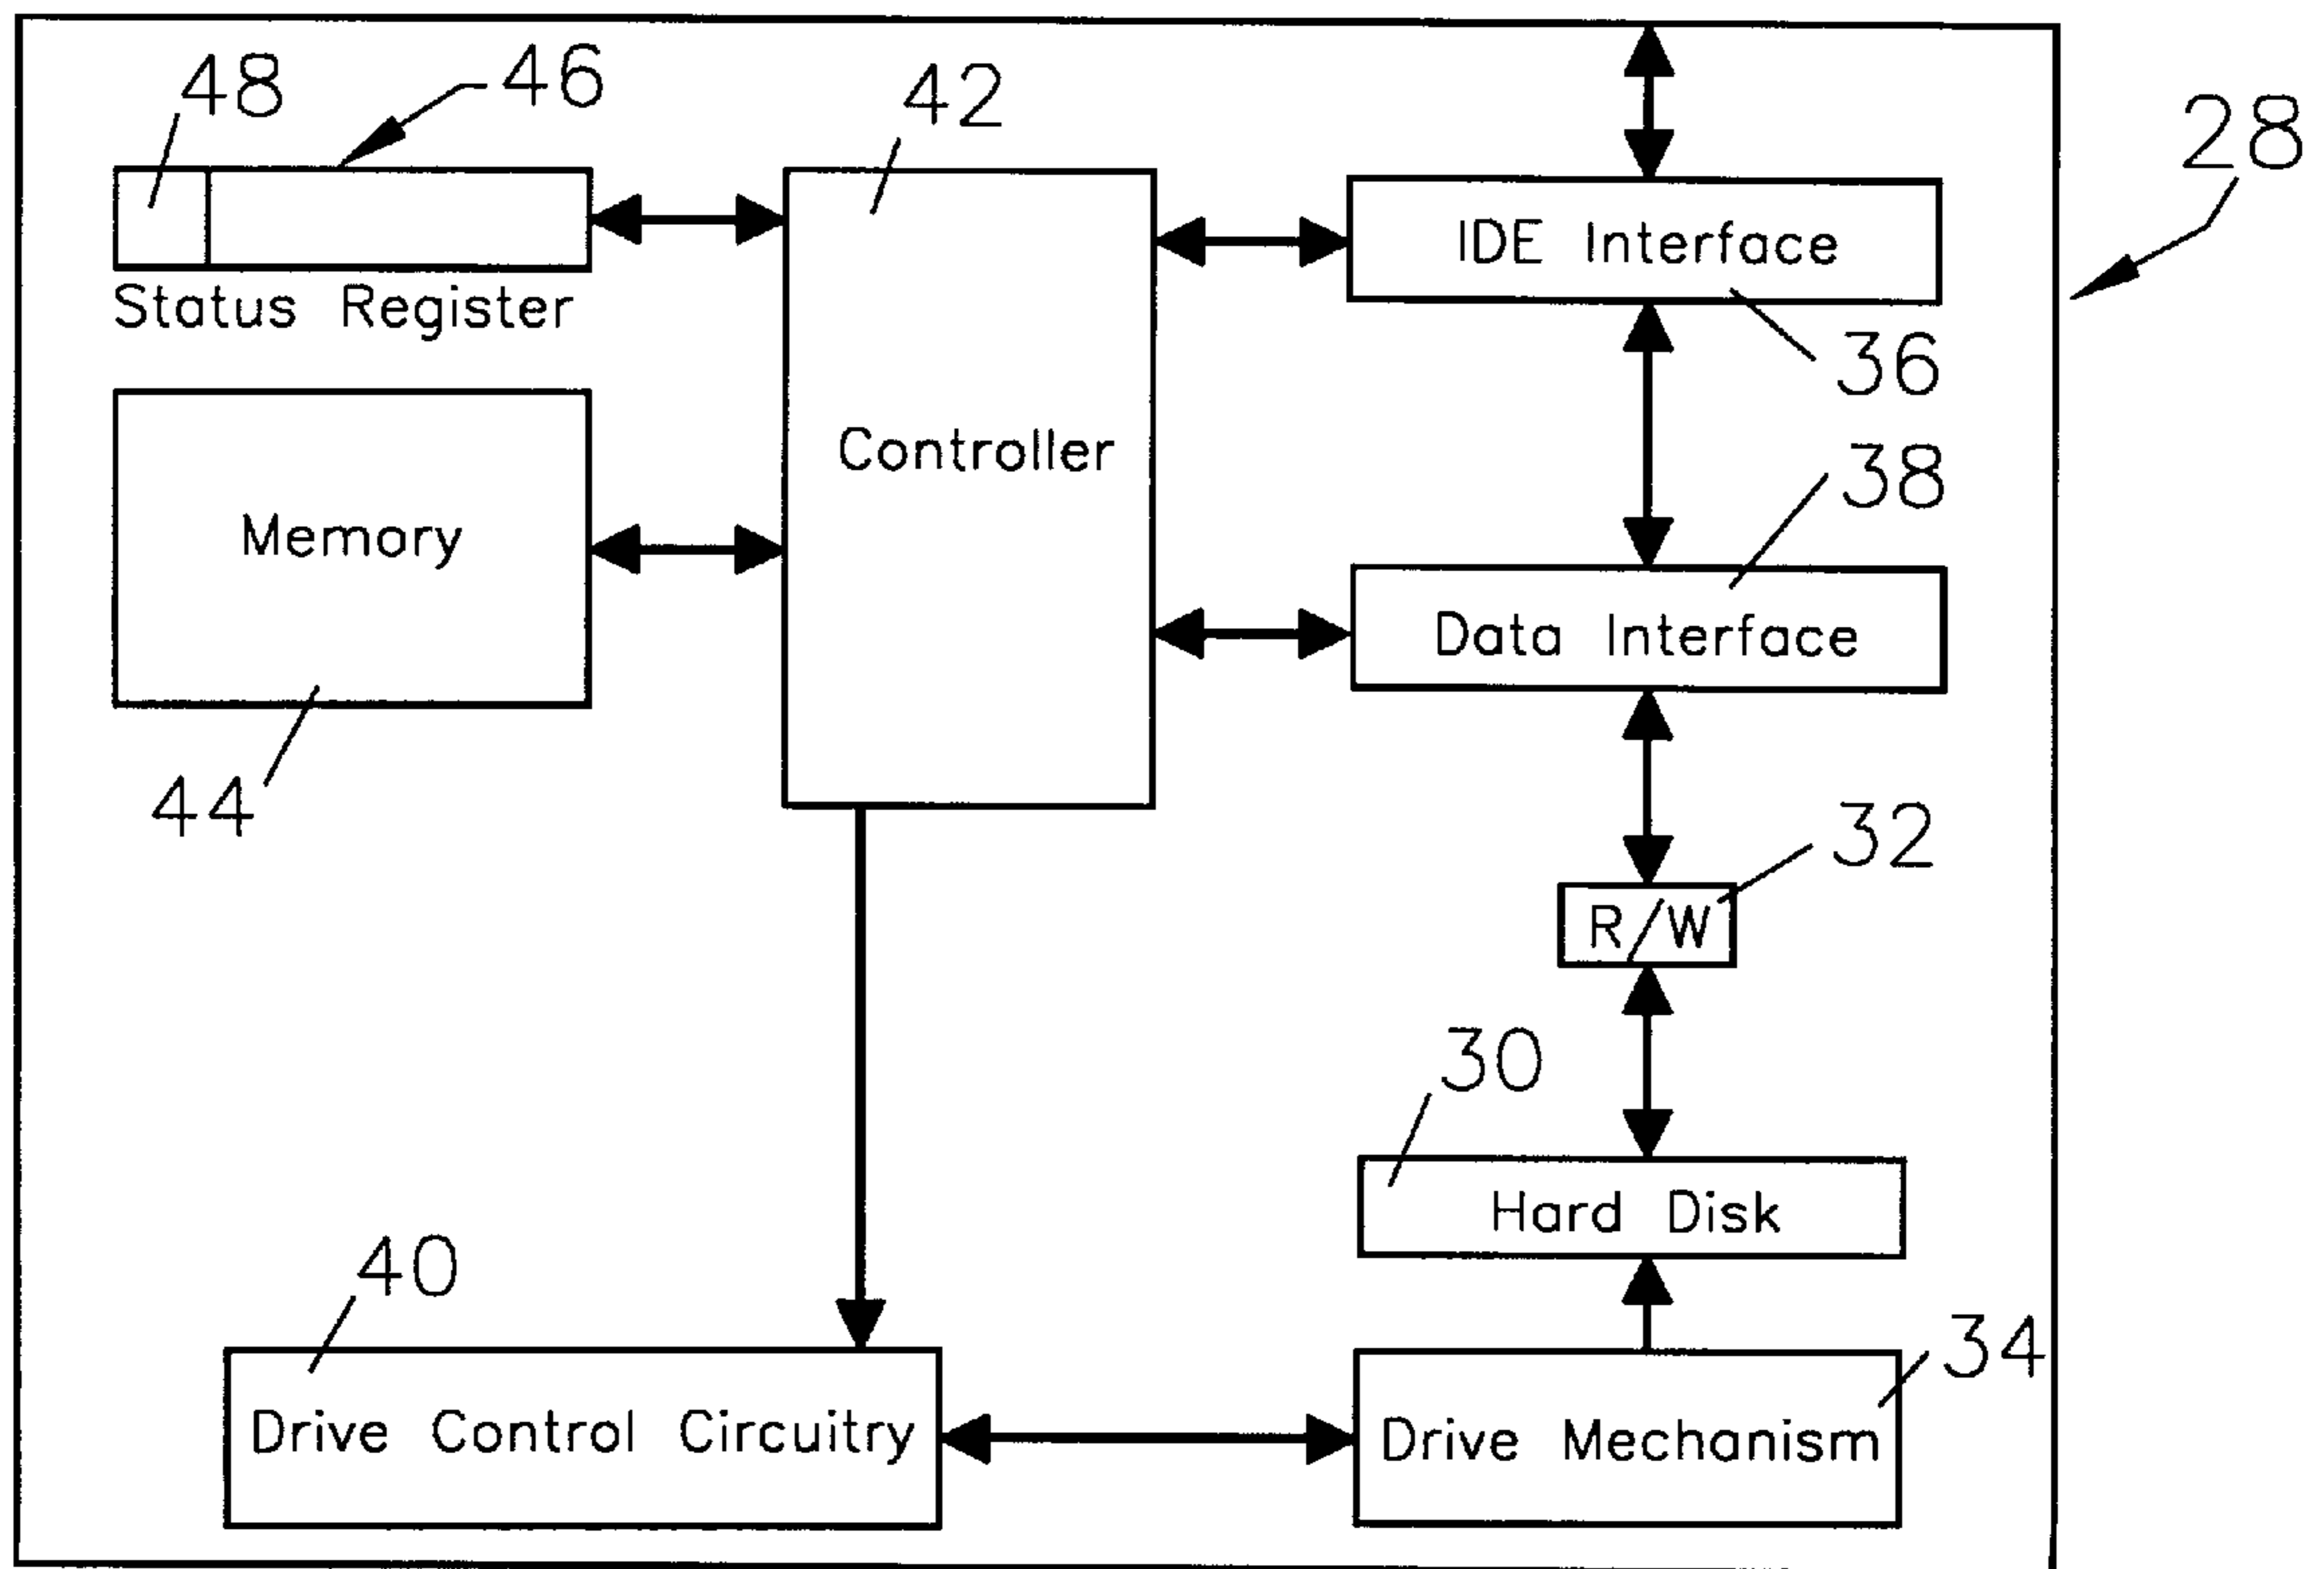 48
46
42
28
IDE Interface
Status Register
36
Controller
38
Memory
Data Interface
44
32
R/W
30
Hard Disk
40
34
Drive Control Circuitry
Drive Mechanism